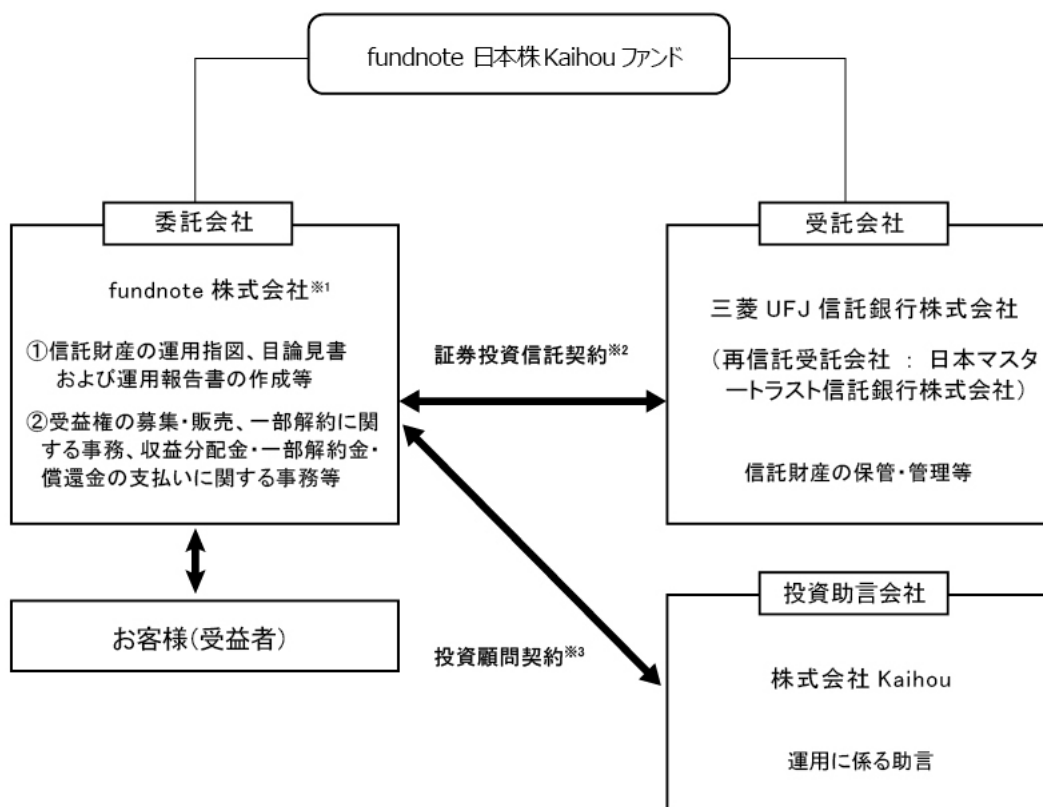 fundnote 日本株 Kaihou ファンド
委託会社
fundnote 株式会社※1
①信託財産の運用指図、目論見書
および運用報告書の作成等
②受益権の募集・販売、一部解約に関
する事務、収益分配金・一部解約金・
償還金の支払いに関する事務等
証券投資信託契約※2
受託会社
三菱 UFJ 信託銀行株式会社
（再信託受託会社 ： 日本マスタ
ートラスト信託銀行株式会社）
信託財産の保管・管理等
お客様(受益者)
投資顧問契約※3
投資助言会社
株式会社 Kaihou
運用に係る助言